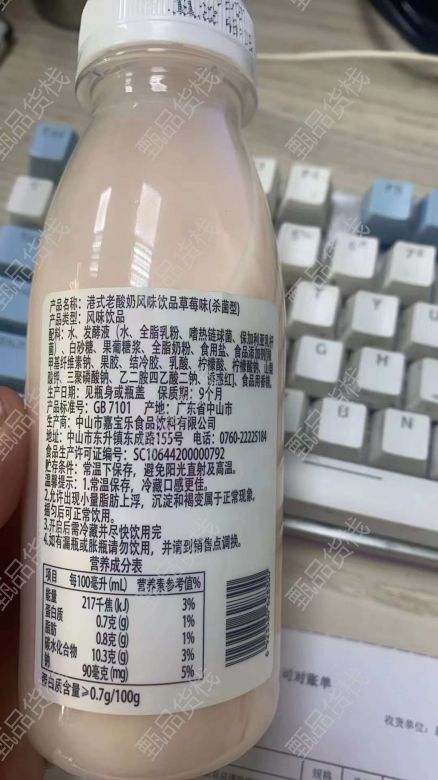 产品名称：港式老酸奶风味饮品草莓味(杀菌型)
产品类型：风味饮品
配料：水、发酵液（水、全脂乳粉、嗜热链球菌、保加利亚乳杆
菌）、白砂糖、果葡糖浆、全脂奶粉、食用盐、食品添加剂(羧
甲基纤维素钠、果胶、结冷胶、乳酸、柠檬酸、柠檬酸钠、山梨
酸钾、三聚磷酸钠、乙二胺四乙酸二钠、诱惑红)、食用香精。
生产日期：见瓶身或瓶盖 保质期：9个月
产品标准号：GB 7101 产地：广东省中山市
生产商：中山市嘉宝乐食品饮料有限公司
地址：中山市东升镇东成路155号 电话：0760-22225184
食品生产许可证编号：SC10644200000792
贮存条件：常温下保存，避免阳光直射及高温。
温馨提示：1.常温保存，冷藏口感更佳。
2.允许出现小量脂肪上浮，沉淀和褐变属于正常现象，
摇匀后可正常饮用。
3.开启后需冷藏并尽快饮用完
4.如有漏瓶或胀瓶请勿饮用，并请到销售点调换。
营养成分表
项目 每100毫升(mL) 营养素参考值%
能量 217千焦(kJ) 3%
蛋白质 0.7克(g) 1%
脂肪 0.8克(g) 1%
碳水化合物 10.3克(g) 3%
钠 90毫克(mg) 5%
蛋白质含量≥0.7g/100g
司对账单
收货单位：
规格
F4
F5
T
Y
U
G
H
B
N
甄品货栈